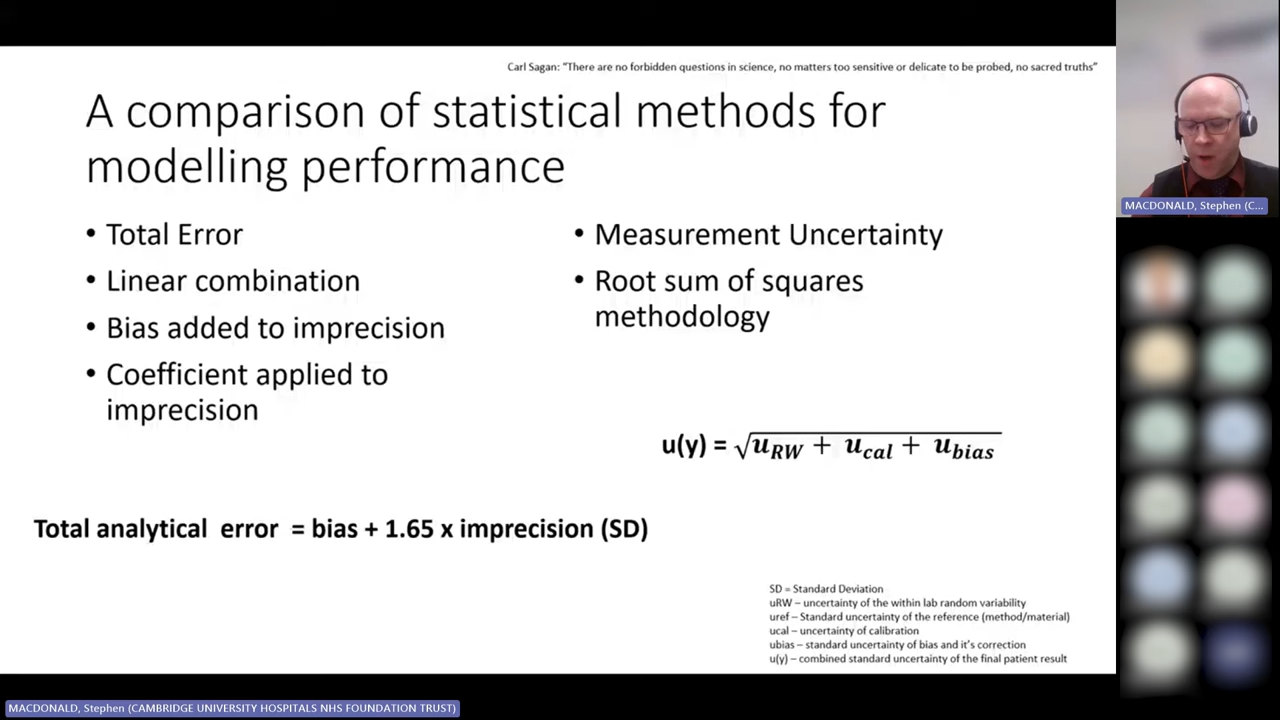 Carl Sagan: “There are no forbidden questions in science, no matters too sensitive or delicate to be probed, no sacred truths”
A comparison of statistical methods for
modelling performance
• Total Error
• Linear combination
• Bias added to imprecision
• Coefficient applied to
imprecision
• Measurement Uncertainty
• Root sum of squares
methodology
u(y) = √u_RW + u_cal + u_bias
Total analytical error = bias + 1.65 x imprecision (SD)
SD = Standard Deviation
uRW – uncertainty of the within lab random variability
uref – Standard uncertainty of the reference (method/material)
ucal – uncertainty of calibration
ubias – standard uncertainty of bias and it's correction
u(y) – combined standard uncertainty of the final patient result
MACDONALD, Stephen (C...
MACDONALD, Stephen (CAMBRIDGE UNIVERSITY HOSPITALS NHS FOUNDATION TRUST)